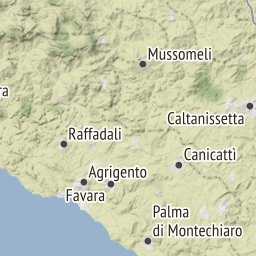 Mussomeli
Caltanissetta
Raffadali
Canicattì
Agrigento
Favara
Palma
di Montechiaro